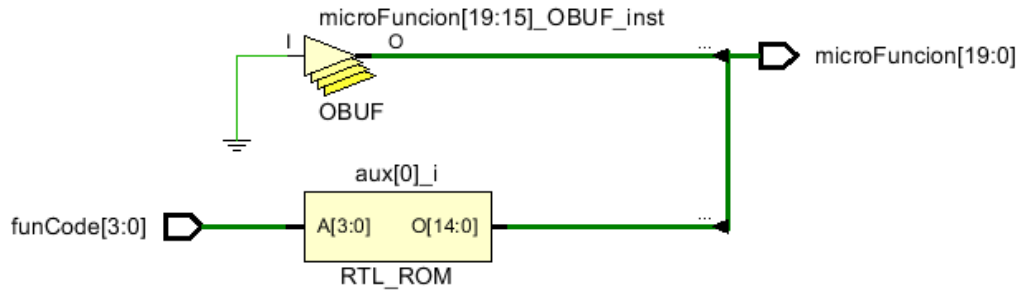 microFuncion[19:15]_OBUF_inst
I
O
...
microFuncion[19:0]
OBUF
aux[0]_i
funCode[3:0]
A[3:0]
O[14:0]
...
RTL_ROM